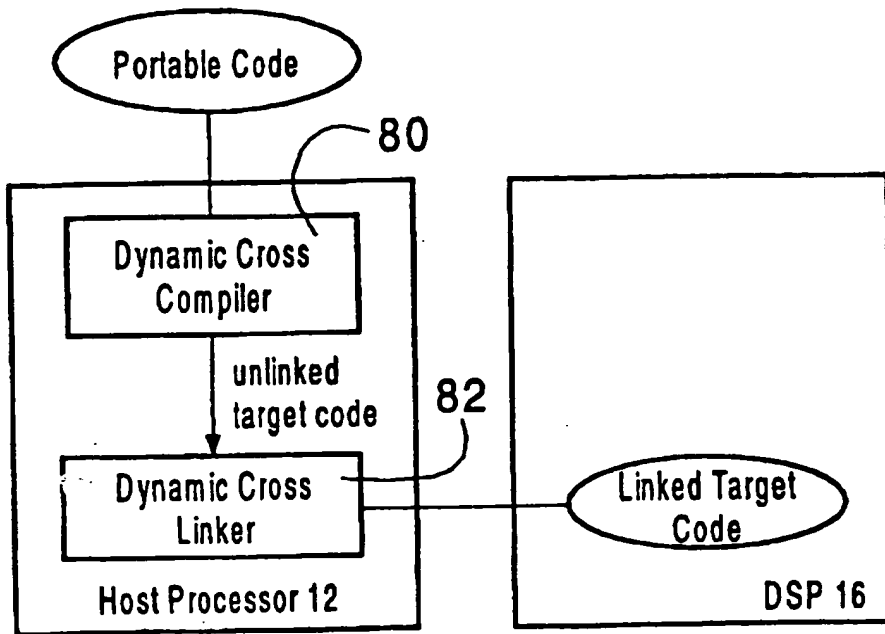 Portable Code
80
Dynamic Cross
Compiler
unlinked
target code
82
Dynamic Cross
Linker
Linked Target
Code
Host Processor 12
DSP 16